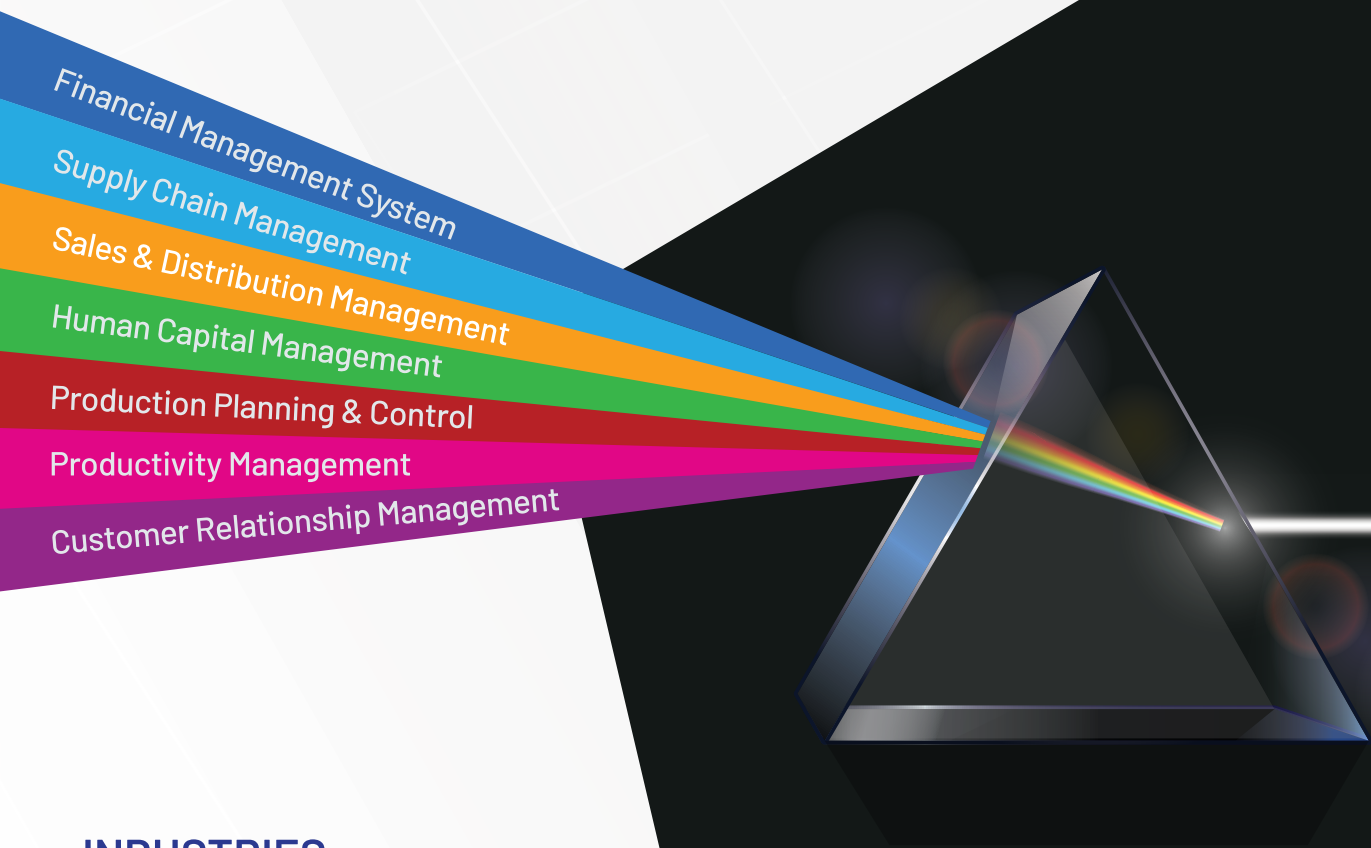 Financial Management System
Supply Chain Management
Sales & Distribution Management
Human Capital Management
Production Planning & Control
Productivity Management
Customer Relationship Management
INDUSTRIES